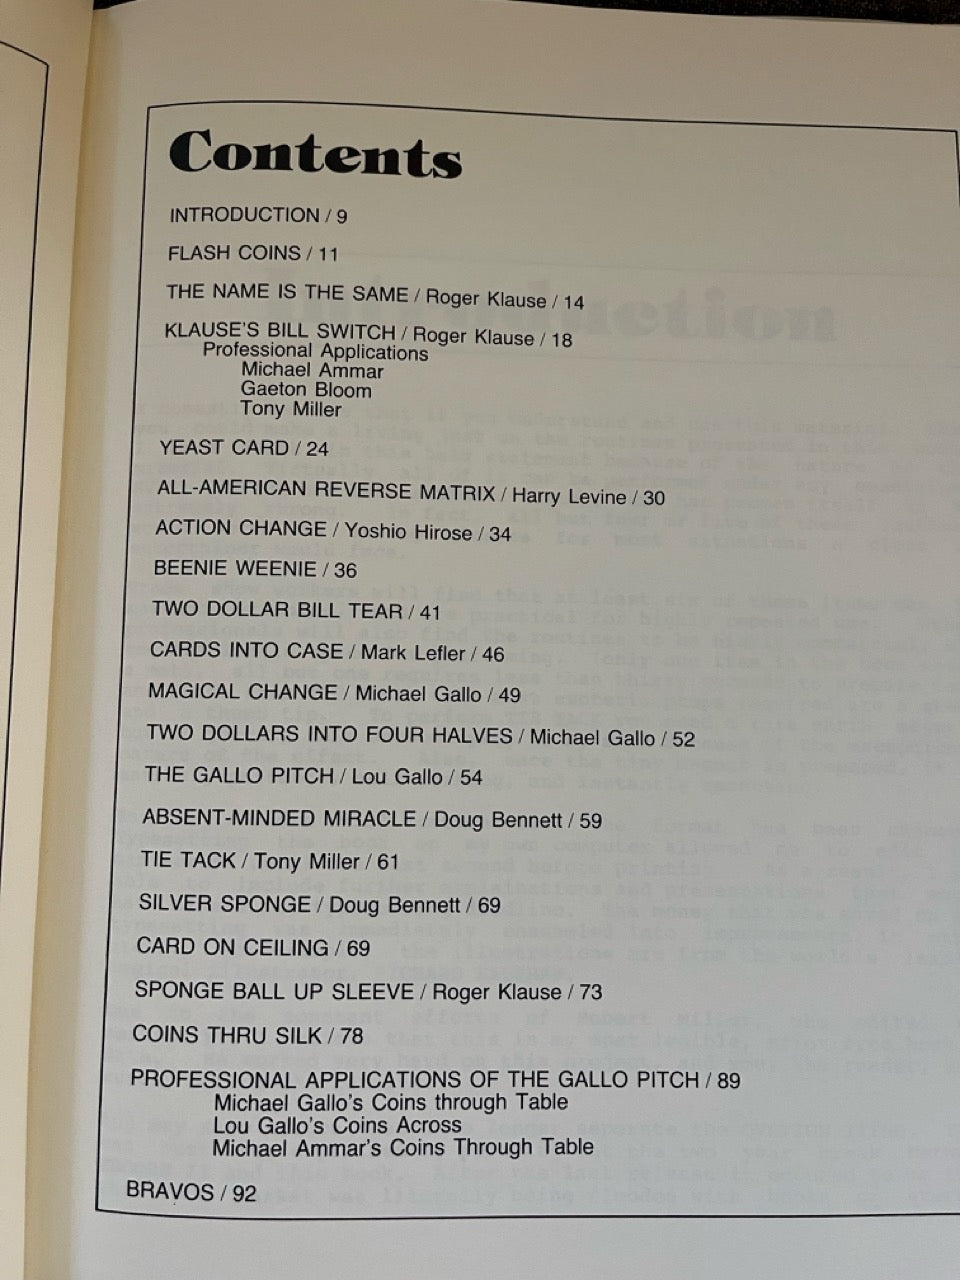 Contents
INTRODUCTION / 9
FLASH COINS / 11
THE NAME IS THE SAME / Roger Klause / 14
KLAUSE'S BILL SWITCH / Roger Klause / 18
Professional Applications
Michael Ammar
Gaeton Bloom
Tony Miller
YEAST CARD / 24
ALL-AMERICAN REVERSE MATRIX / Harry Levine / 30
ACTION CHANGE / Yoshio Hirose / 34
BEENIE WEENIE / 36
TWO DOLLAR BILL TEAR / 41
CARDS INTO CASE / Mark Lefler / 46
MAGICAL CHANGE / Michael Gallo / 49
TWO DOLLARS INTO FOUR HALVES / Michael Gallo / 52
THE GALLO PITCH / Lou Gallo / 54
ABSENT-MINDED MIRACLE / Doug Bennett / 59
TIE TACK / Tony Miller / 61
SILVER SPONGE / Doug Bennett / 69
CARD ON CEILING / 69
SPONGE BALL UP SLEEVE / Roger Klause / 73
COINS THRU SILK / 78
PROFESSIONAL APPLICATIONS OF THE GALLO PITCH / 89
Michael Gallo's Coins through Table
Lou Gallo's Coins Across
Michael Ammar's Coins Through Table
BRAVOS / 92